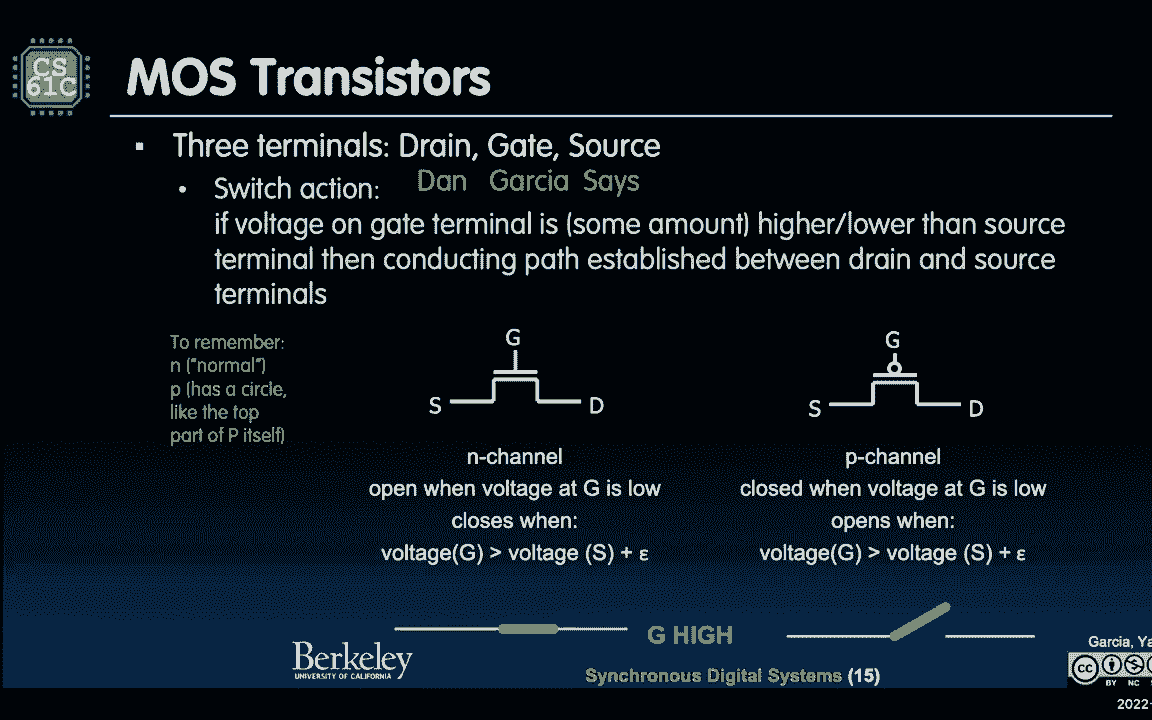 CS
61C
MOS Transistors
▪ Three terminals: Drain, Gate, Source
• Switch action: Dan Garcia Says
if voltage on gate terminal is (some amount) higher/lower than source
terminal then conducting path established between drain and source
terminals
To remember:
n ("normal")
p (has a circle,
like the top
part of P itself)
G
S D
n-channel
open when voltage at G is low
closes when:
voltage(G) > voltage (S) + ε
G
S D
p-channel
closed when voltage at G is low
opens when:
voltage(G) > voltage (S) + ε
G HIGH
Berkeley
UNIVERSITY OF CALIFORNIA
Synchronous Digital Systems (15)
Garcia,
cc
BY NC
2022-